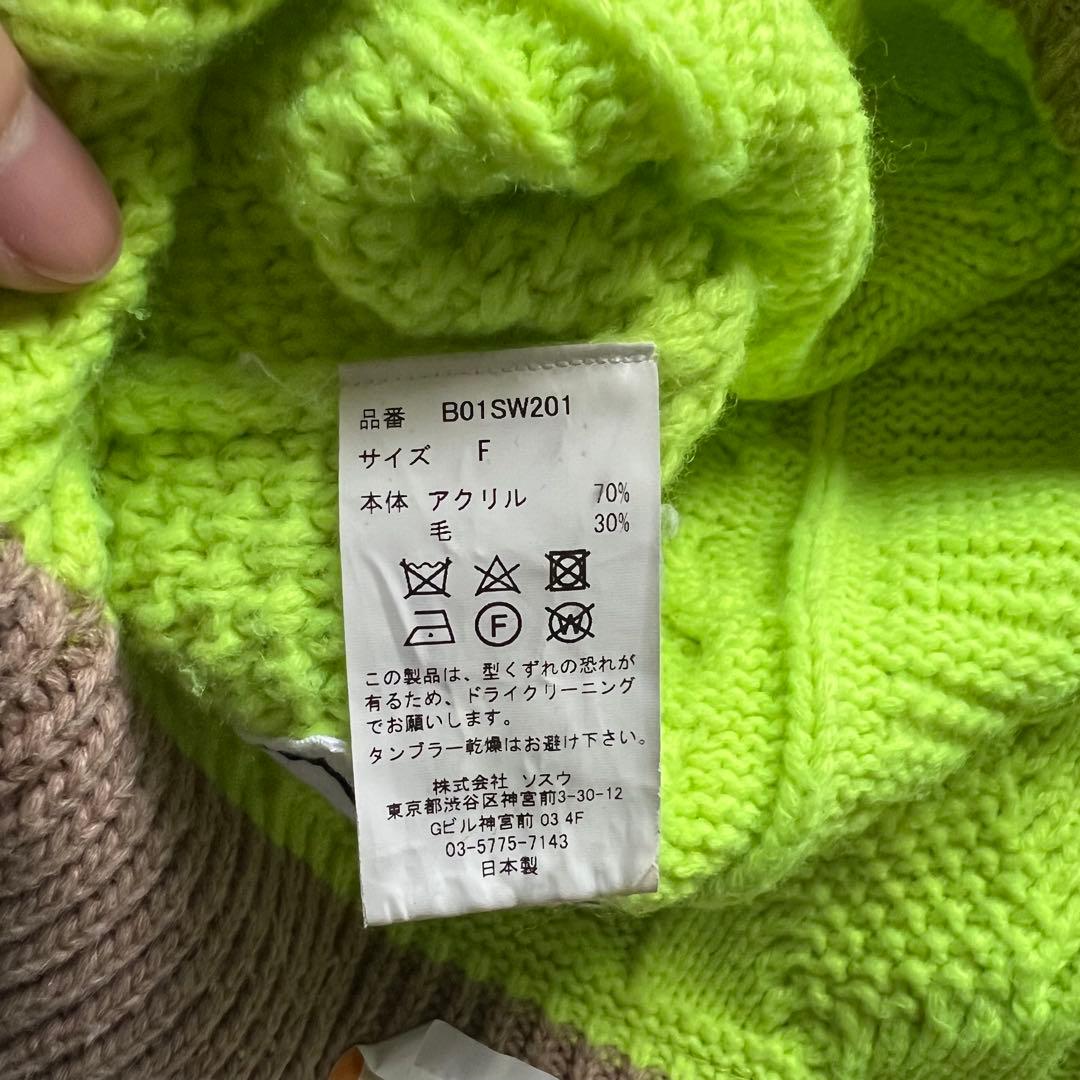 品番 B01SW201
サイズ F
本体 アクリル 70%
毛 30%
F W
この製品は、型くずれの恐れが
有るため、ドライクリーニング
でお願いします。
タンブラー乾燥はお避け下さい。
株式会社 ソスウ
東京都渋谷区神宮前3-30-12
Gビル神宮前 03 4F
03-5775-7143
日本製